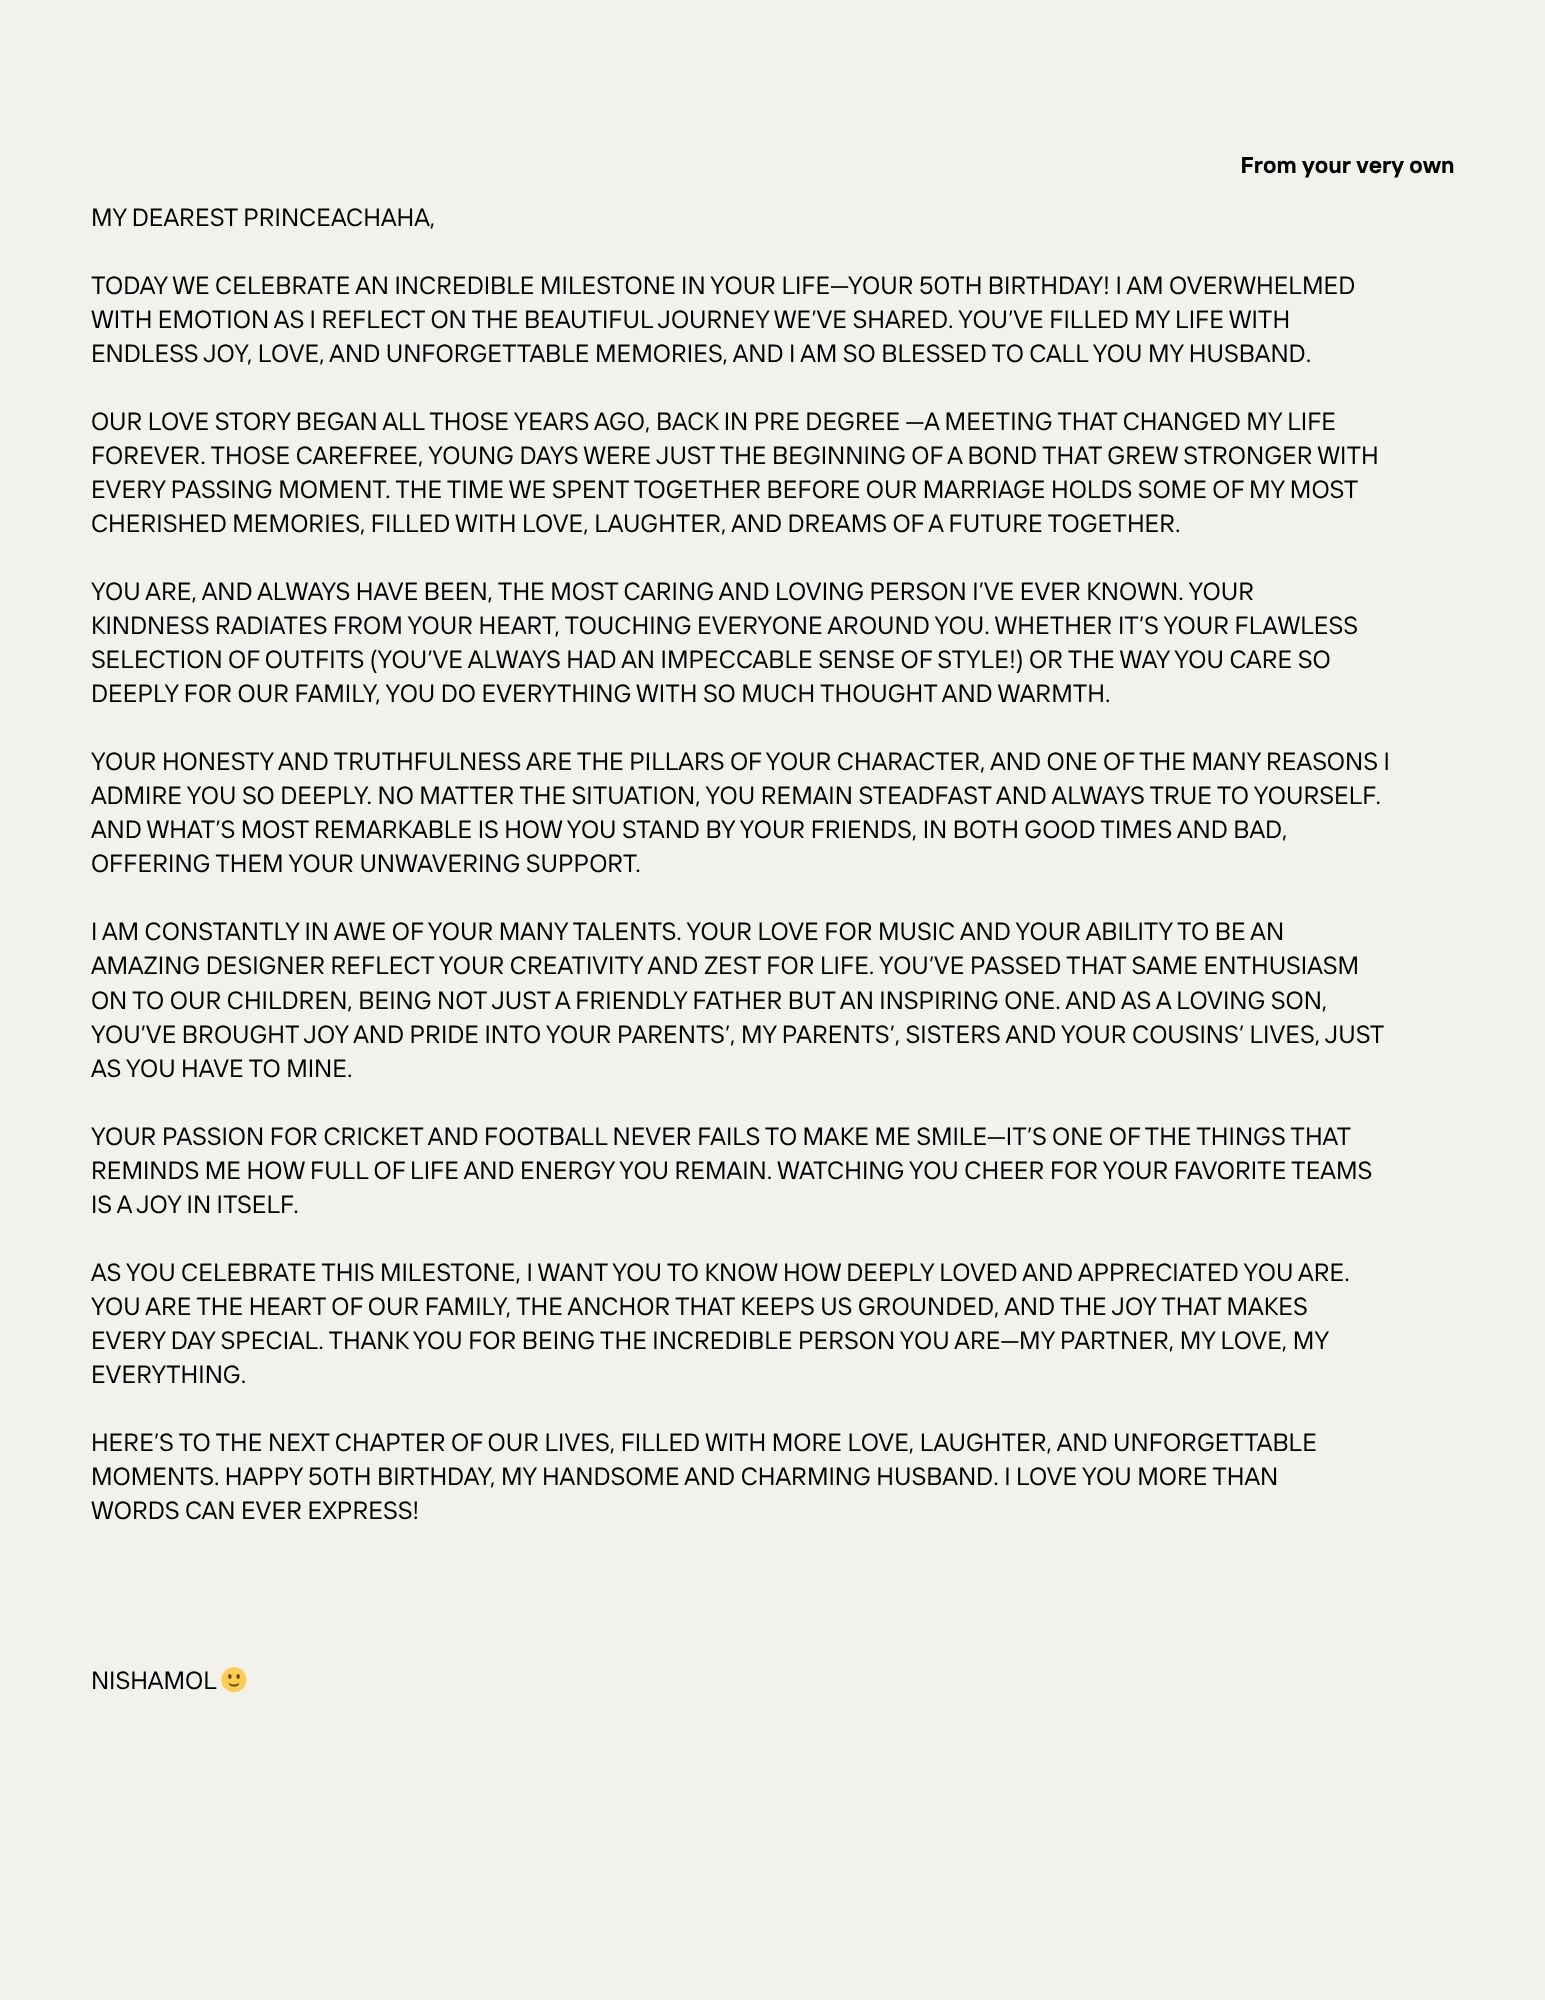 From your very own
MY DEAREST PRINCEACHAHA,
TODAY WE CELEBRATE AN INCREDIBLE MILESTONE IN YOUR LIFE—YOUR 50TH BIRTHDAY! I AM OVERWHELMED
WITH EMOTION AS I REFLECT ON THE BEAUTIFUL JOURNEY WE’VE SHARED. YOU’VE FILLED MY LIFE WITH
ENDLESS JOY, LOVE, AND UNFORGETTABLE MEMORIES, AND I AM SO BLESSED TO CALL YOU MY HUSBAND.
OUR LOVE STORY BEGAN ALL THOSE YEARS AGO, BACK IN PRE DEGREE —A MEETING THAT CHANGED MY LIFE
FOREVER. THOSE CAREFREE, YOUNG DAYS WERE JUST THE BEGINNING OF A BOND THAT GREW STRONGER WITH
EVERY PASSING MOMENT. THE TIME WE SPENT TOGETHER BEFORE OUR MARRIAGE HOLDS SOME OF MY MOST
CHERISHED MEMORIES, FILLED WITH LOVE, LAUGHTER, AND DREAMS OF A FUTURE TOGETHER.
YOU ARE, AND ALWAYS HAVE BEEN, THE MOST CARING AND LOVING PERSON I’VE EVER KNOWN. YOUR
KINDNESS RADIATES FROM YOUR HEART, TOUCHING EVERYONE AROUND YOU. WHETHER IT’S YOUR FLAWLESS
SELECTION OF OUTFITS (YOU’VE ALWAYS HAD AN IMPECCABLE SENSE OF STYLE!) OR THE WAY YOU CARE SO
DEEPLY FOR OUR FAMILY, YOU DO EVERYTHING WITH SO MUCH THOUGHT AND WARMTH.
YOUR HONESTY AND TRUTHFULNESS ARE THE PILLARS OF YOUR CHARACTER, AND ONE OF THE MANY REASONS I
ADMIRE YOU SO DEEPLY. NO MATTER THE SITUATION, YOU REMAIN STEADFAST AND ALWAYS TRUE TO YOURSELF.
AND WHAT’S MOST REMARKABLE IS HOW YOU STAND BY YOUR FRIENDS, IN BOTH GOOD TIMES AND BAD,
OFFERING THEM YOUR UNWAVERING SUPPORT.
I AM CONSTANTLY IN AWE OF YOUR MANY TALENTS. YOUR LOVE FOR MUSIC AND YOUR ABILITY TO BE AN
AMAZING DESIGNER REFLECT YOUR CREATIVITY AND ZEST FOR LIFE. YOU’VE PASSED THAT SAME ENTHUSIASM
ON TO OUR CHILDREN, BEING NOT JUST A FRIENDLY FATHER BUT AN INSPIRING ONE. AND AS A LOVING SON,
YOU’VE BROUGHT JOY AND PRIDE INTO YOUR PARENTS’, MY PARENTS’, SISTERS AND YOUR COUSINS’ LIVES, JUST
AS YOU HAVE TO MINE.
YOUR PASSION FOR CRICKET AND FOOTBALL NEVER FAILS TO MAKE ME SMILE—IT’S ONE OF THE THINGS THAT
REMINDS ME HOW FULL OF LIFE AND ENERGY YOU REMAIN. WATCHING YOU CHEER FOR YOUR FAVORITE TEAMS
IS A JOY IN ITSELF.
AS YOU CELEBRATE THIS MILESTONE, I WANT YOU TO KNOW HOW DEEPLY LOVED AND APPRECIATED YOU ARE.
YOU ARE THE HEART OF OUR FAMILY, THE ANCHOR THAT KEEPS US GROUNDED, AND THE JOY THAT MAKES
EVERY DAY SPECIAL. THANK YOU FOR BEING THE INCREDIBLE PERSON YOU ARE—MY PARTNER, MY LOVE, MY
EVERYTHING.
HERE’S TO THE NEXT CHAPTER OF OUR LIVES, FILLED WITH MORE LOVE, LAUGHTER, AND UNFORGETTABLE
MOMENTS. HAPPY 50TH BIRTHDAY, MY HANDSOME AND CHARMING HUSBAND. I LOVE YOU MORE THAN
WORDS CAN EVER EXPRESS!
NISHAMOL 🙂